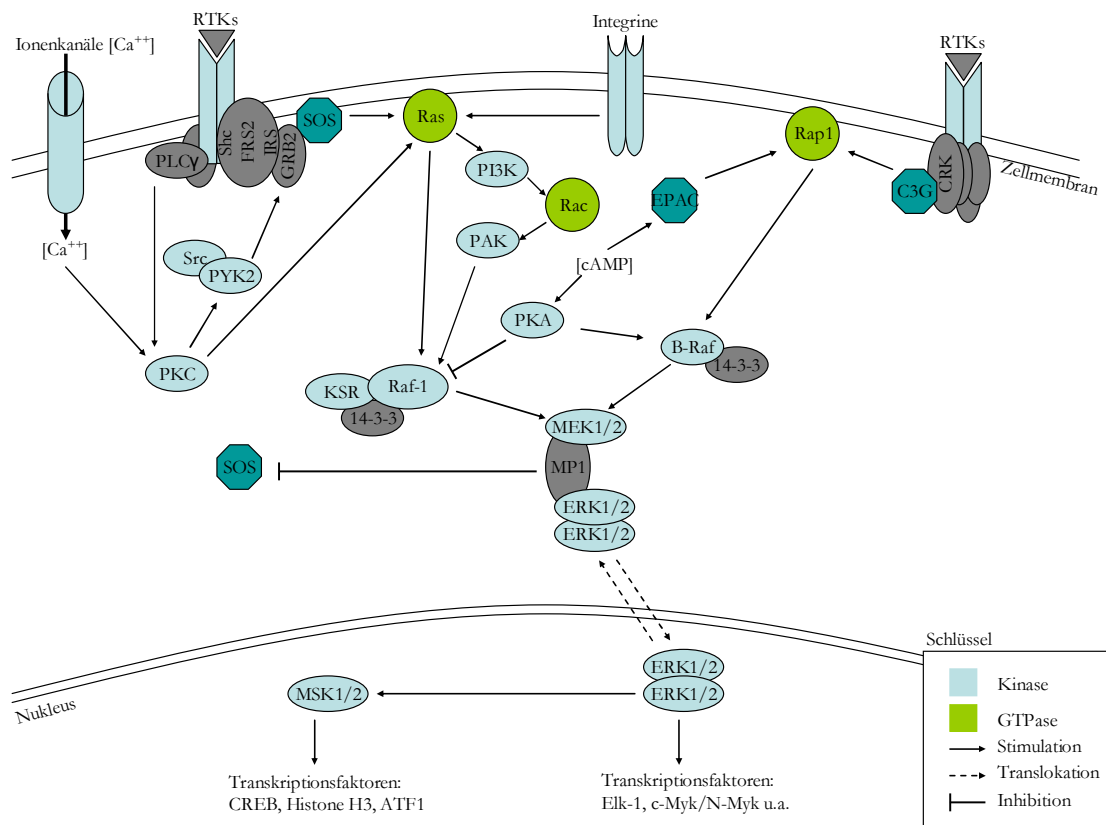 RTKs
Ionenkanäle [Ca++]
Integrine
RTKs
SOS
Ras
Rap1
Shc
FRS2
IRS
GRB2
PLCγ
PI3K
CRK
C3G
Zellmembran
Rac
EPAC
PAK
[Ca++]
Src
PYK2
[cAMP]
PKA
PKC
B-Raf
14-3-3
KSR
Raf-1
14-3-3
MEK1/2
MP1
SOS
ERK1/2
ERK1/2
Nukleus
ERK1/2
ERK1/2
MSK1/2
Transkriptionsfaktoren:
CREB, Histone H3, ATF1
Transkriptionsfaktoren:
Elk-1, c-Myk/N-Myk u.a.
Schlüssel
Kinase
GTPase
Stimulation
Translokation
Inhibition